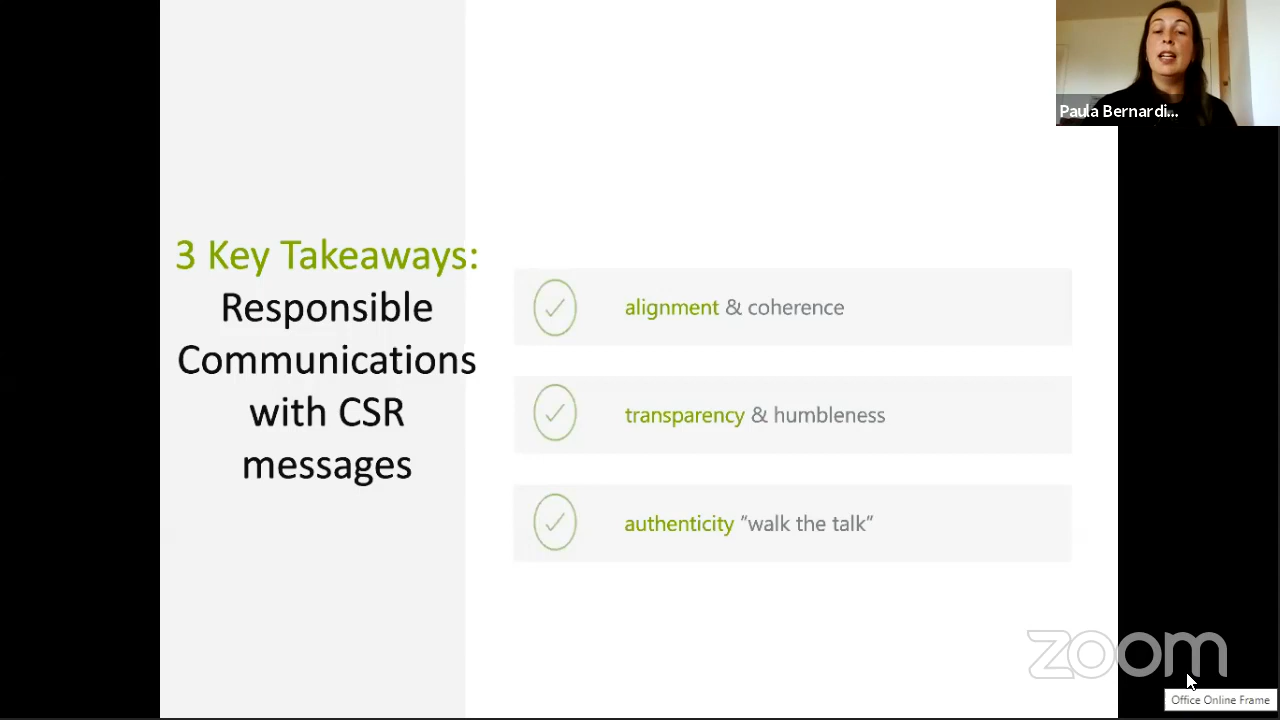 Paula Bernardi...
3 Key Takeaways:
Responsible
Communications
with CSR
messages
alignment & coherence
transparency & humbleness
authenticity "walk the talk"
zoom
Office Online Frame